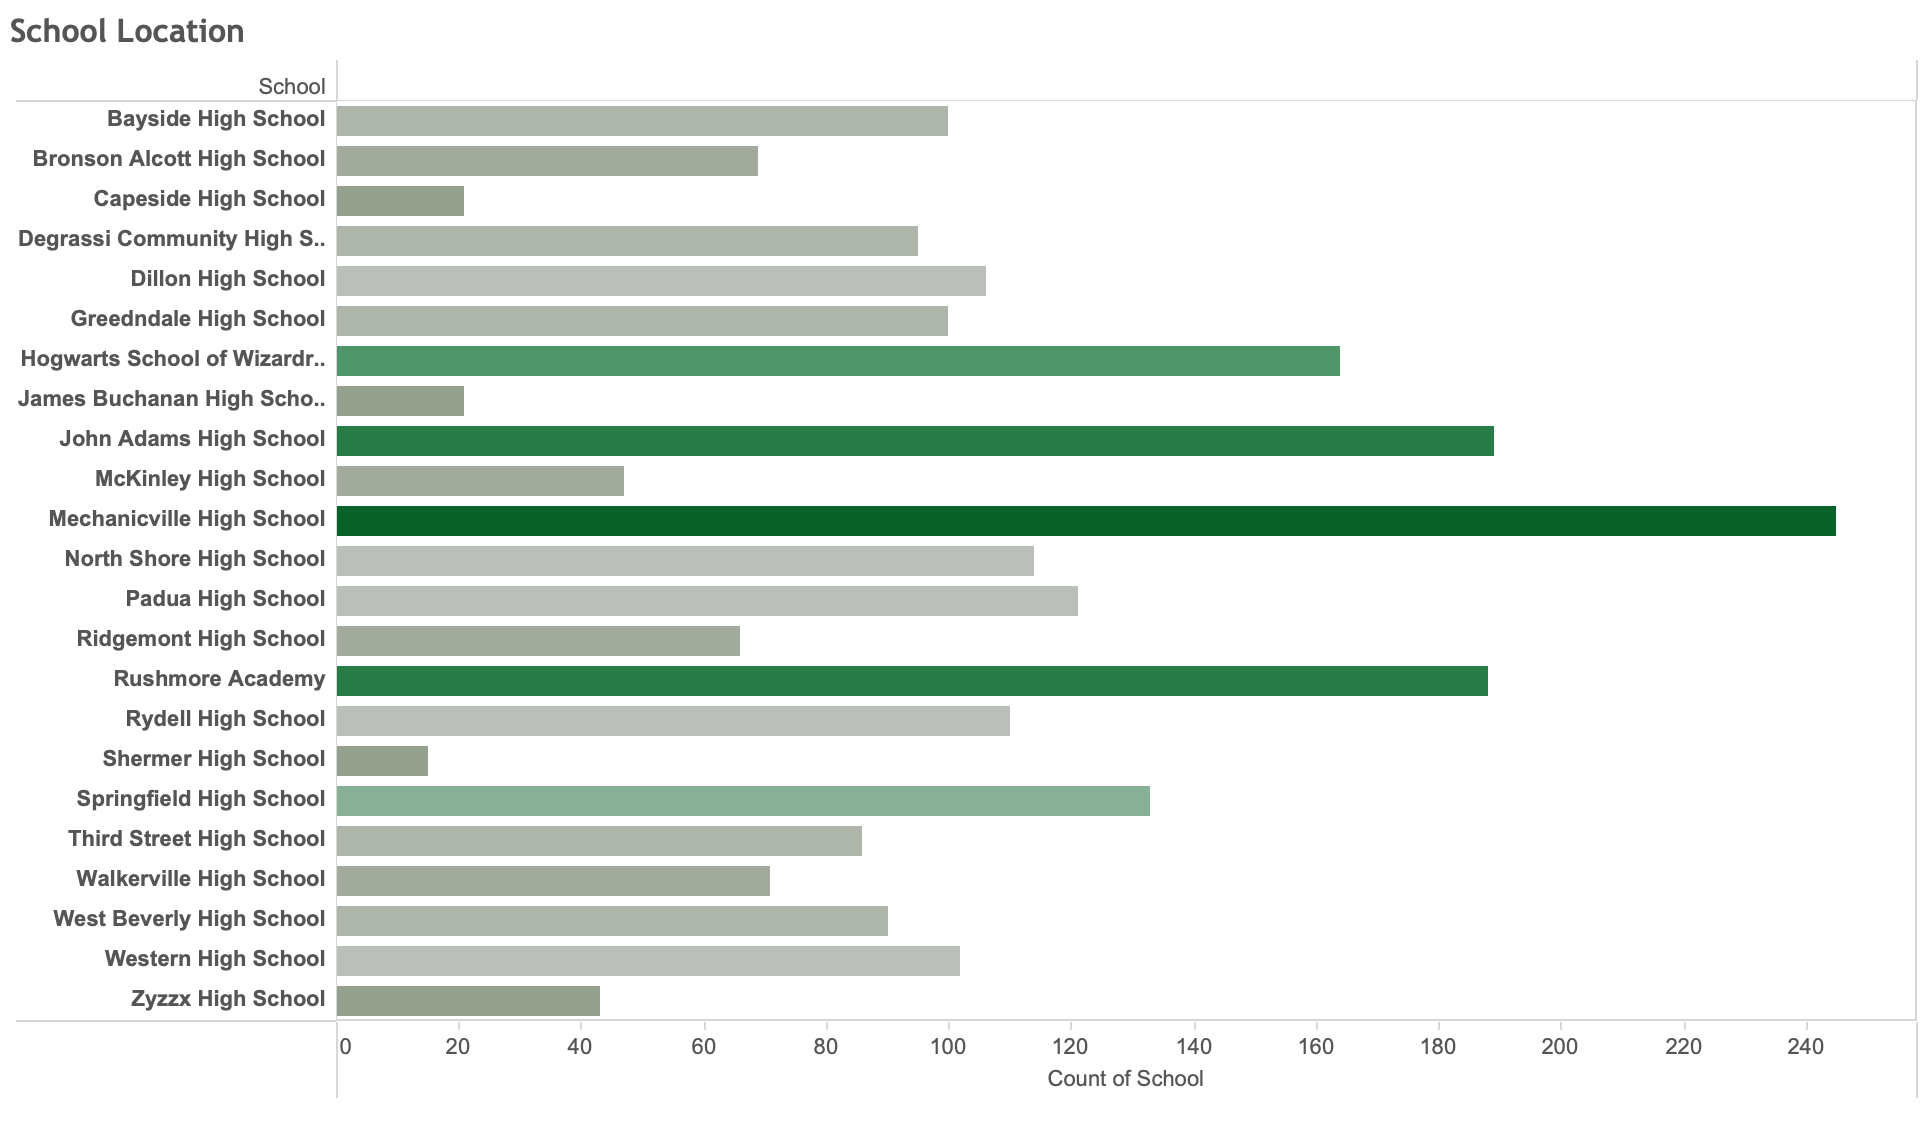 School Location
School
Bayside High School
Bronson Alcott High School
Capeside High School
Degrassi Community High S..
Dillon High School
Greedndale High School
Hogwarts School of Wizardr..
James Buchanan High Scho..
John Adams High School
McKinley High School
Mechanicville High School
North Shore High School
Padua High School
Ridgemont High School
Rushmore Academy
Rydell High School
Shermer High School
Springfield High School
Third Street High School
Walkerville High School
West Beverly High School
Western High School
Zyzzx High School
0 20 40 60 80 100 120 140 160 180 200 220 240
Count of School